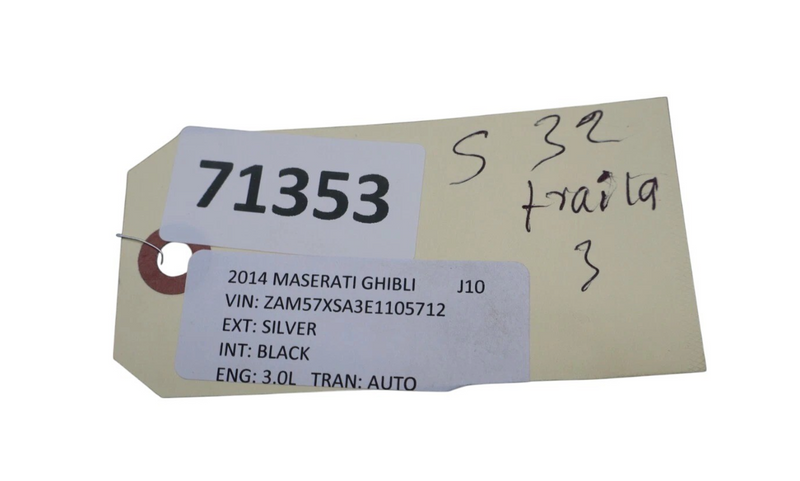 71353
2014 MASERATI GHIBLI J10
VIN: ZAM57XSA3E1105712
EXT: SILVER
INT: BLACK
ENG: 3.0L TRAN: AUTO
S 32
3